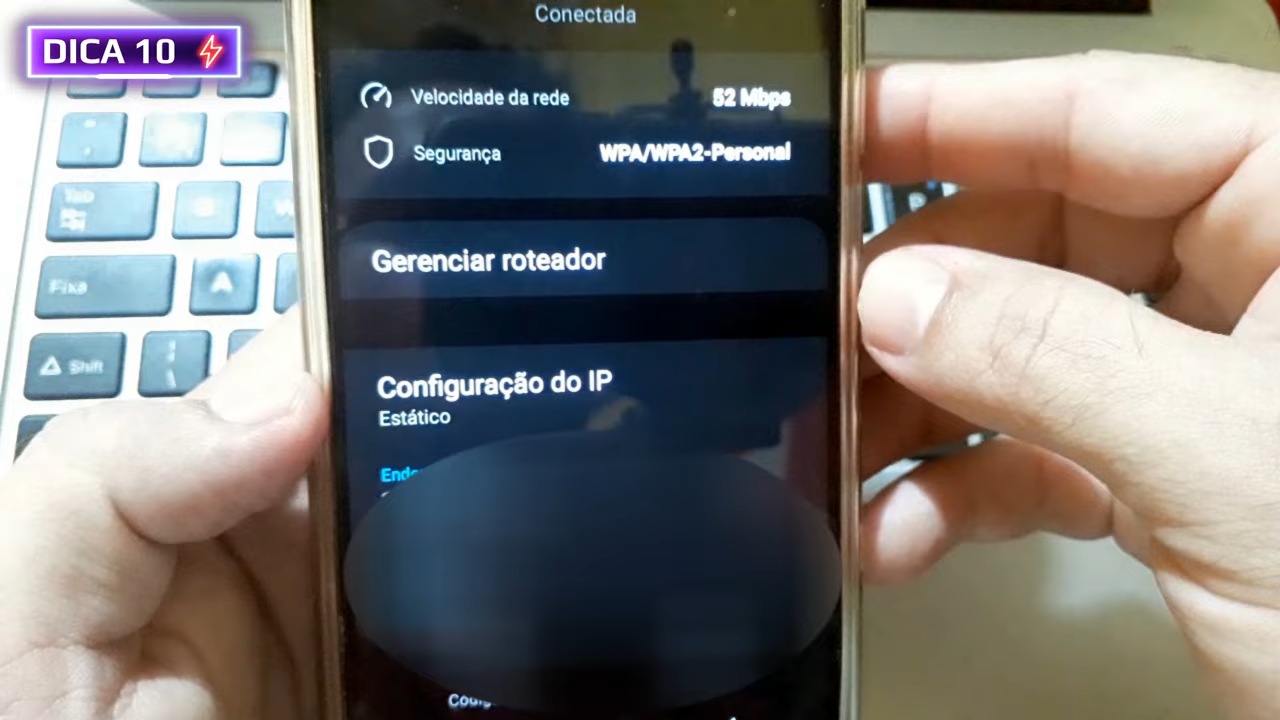 DICA 10
Conectada
Velocidade da rede 52 Mbps
Segurança WPA/WPA2-Personal
Gerenciar roteador
Configuração do IP
Estático
Tab
Fixa
A
Shift